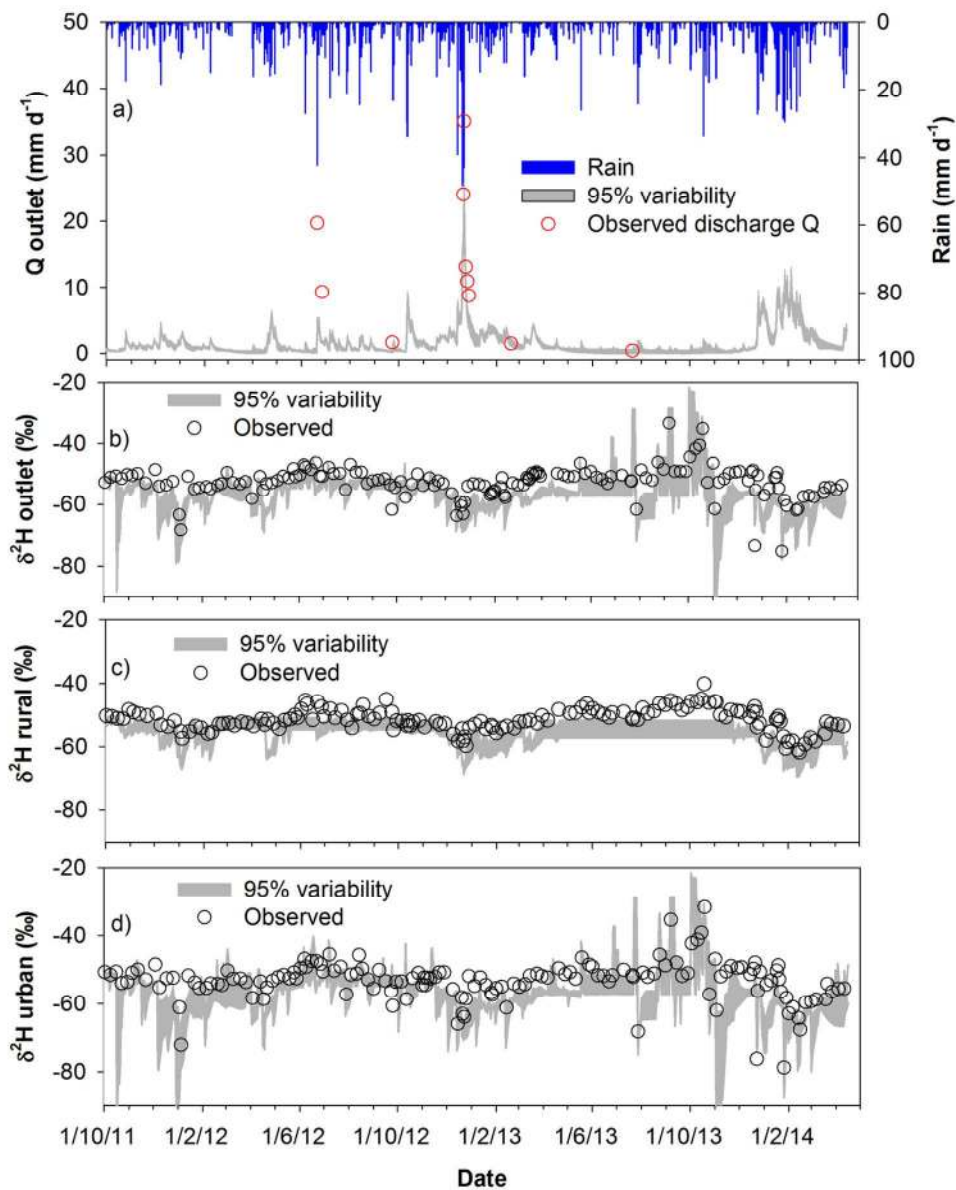 50
40
30
20
10
0
Q outlet (mm d⁻¹)
a)
Rain
95% variability
Observed discharge Q
0
20
40
60
80
100
Rain (mm d⁻¹)
-20
-40
-60
-80
δ²H outlet (‰)
b)
95% variability
Observed
-20
-40
-60
-80
δ²H rural (‰)
c)
95% variability
Observed
-20
-40
-60
-80
δ²H urban (‰)
d)
95% variability
Observed
1/10/11 1/2/12 1/6/12 1/10/12 1/2/13 1/6/13 1/10/13 1/2/14
Date